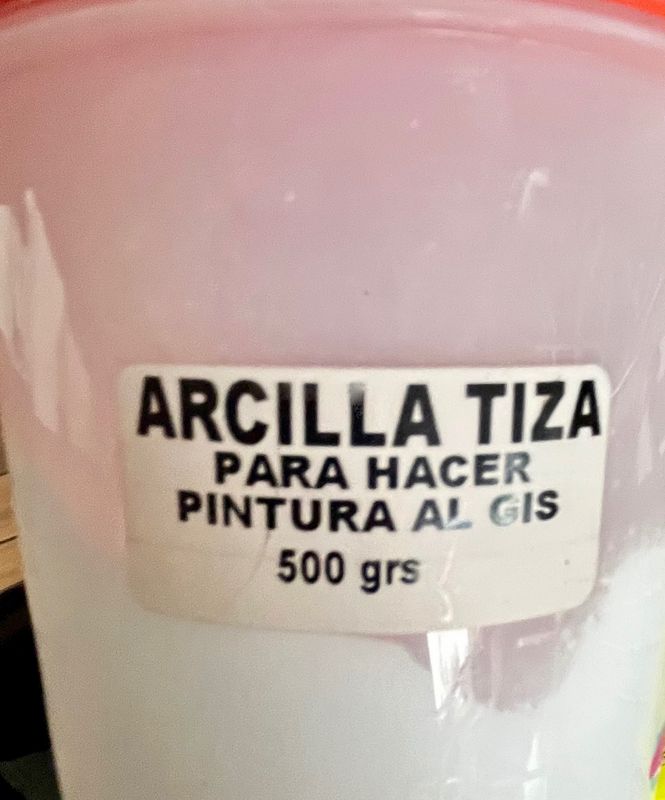 ARCILLA TIZA
PARA HACER
PINTURA AL GIS
500 grs